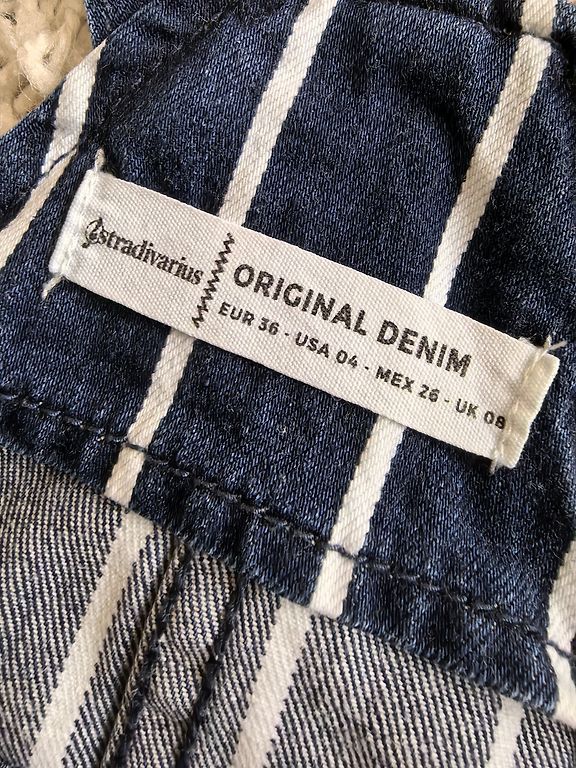 stradivarius
ORIGINAL DENIM
EUR 36 - USA 04 - MEX 26 - UK 08